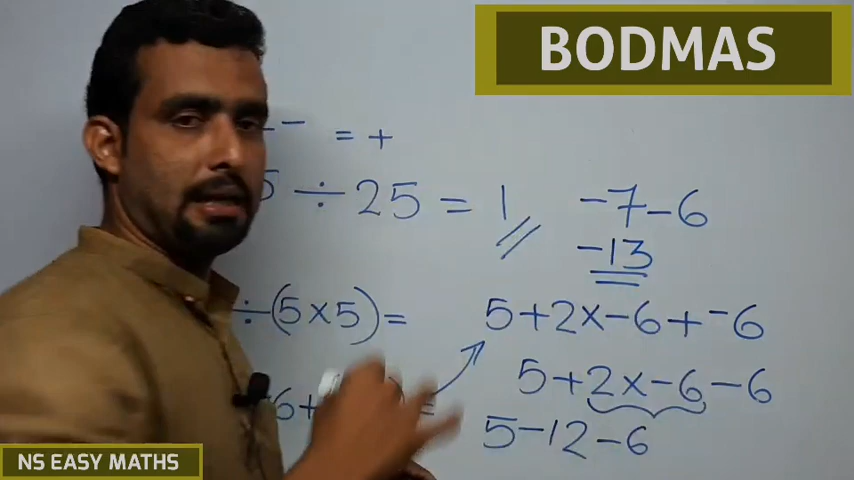 BODMAS
- = +
5 ÷ 25 = 1 // -7-6
-13
÷(5×5)= 5+2×-6+-6
5+2×-6-6
6+ ) = 5-12-6
NS EASY MATHS